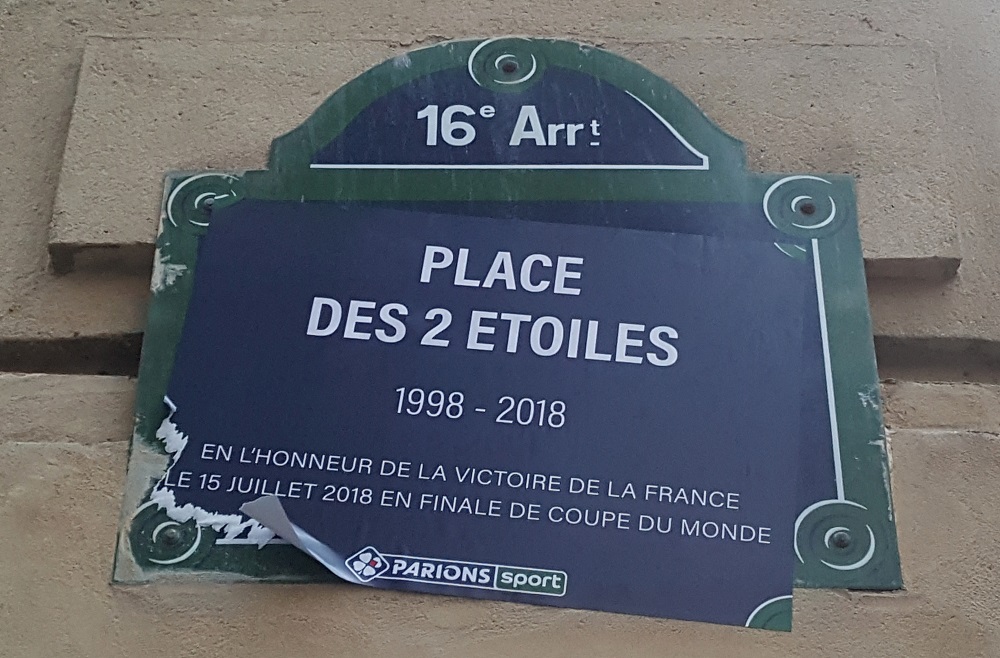 16e Arrt
PLACE
DES 2 ETOILES
1998 - 2018
EN L'HONNEUR DE LA VICTOIRE DE LA FRANCE
LE 15 JUILLET 2018 EN FINALE DE COUPE DU MONDE
PARIONS sport